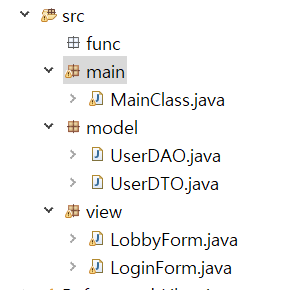 src
func
main
MainClass.java
model
UserDAO.java
UserDTO.java
view
LobbyForm.java
LoginForm.java